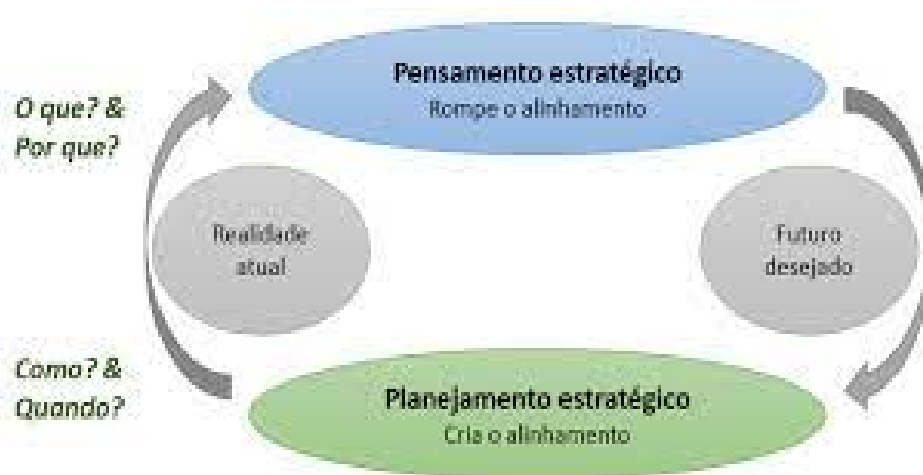 Pensamento estratégico
Rompe o alinhamento
O que? &
Por que?
Realidade
atual
Futuro
desejado
Como? &
Quando?
Planejamento estratégico
Cria o alinhamento